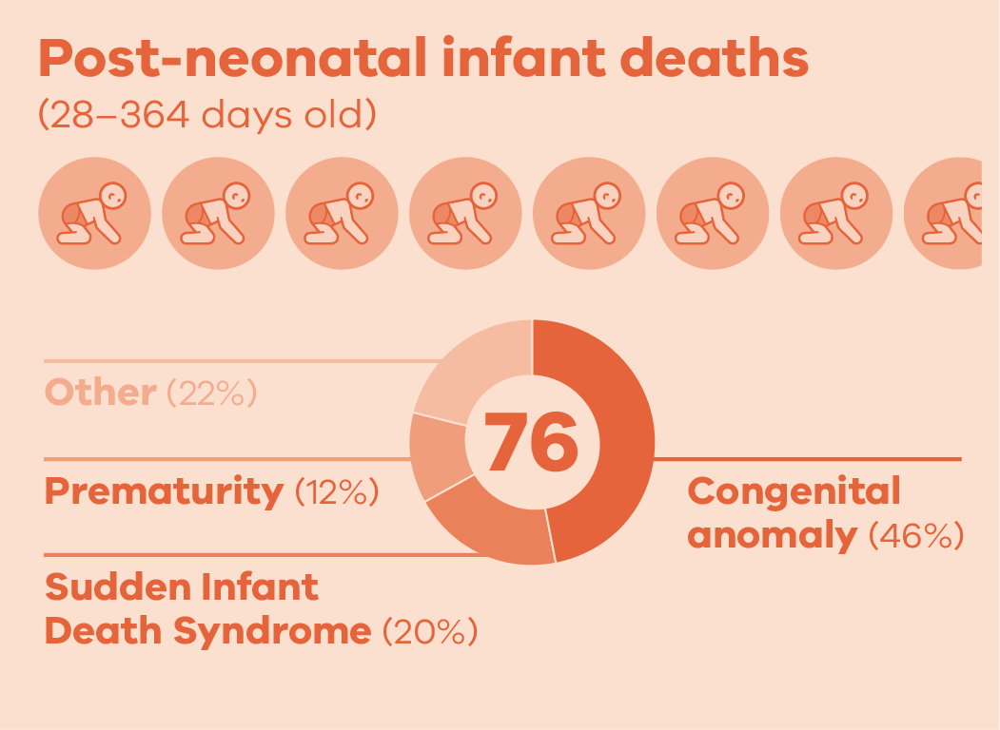 Post-neonatal infant deaths
(28–364 days old)
Other (22%)
76
Prematurity (12%)
Congenital
anomaly (46%)
Sudden Infant
Death Syndrome (20%)